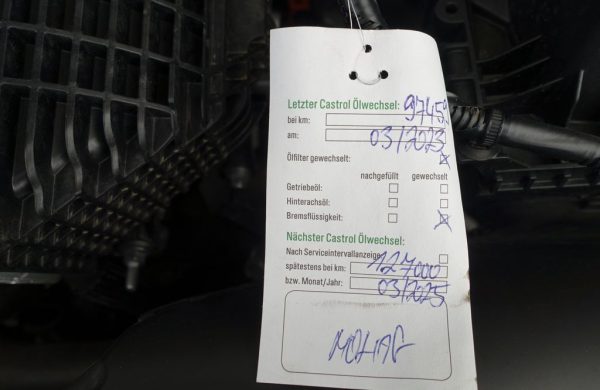 Letzter Castrol Ölwechsel:
bei km: 97459
am: 03/2023
Ölfilter gewechselt:
nachgefüllt gewechselt
Getriebeöl:
Hinterachsöl:
Bremsflüssigkeit:
Nächster Castrol Ölwechsel:
Nach Serviceintervallanzeige
spätestens bei km: 127000
bzw. Monat/Jahr: 03/2025